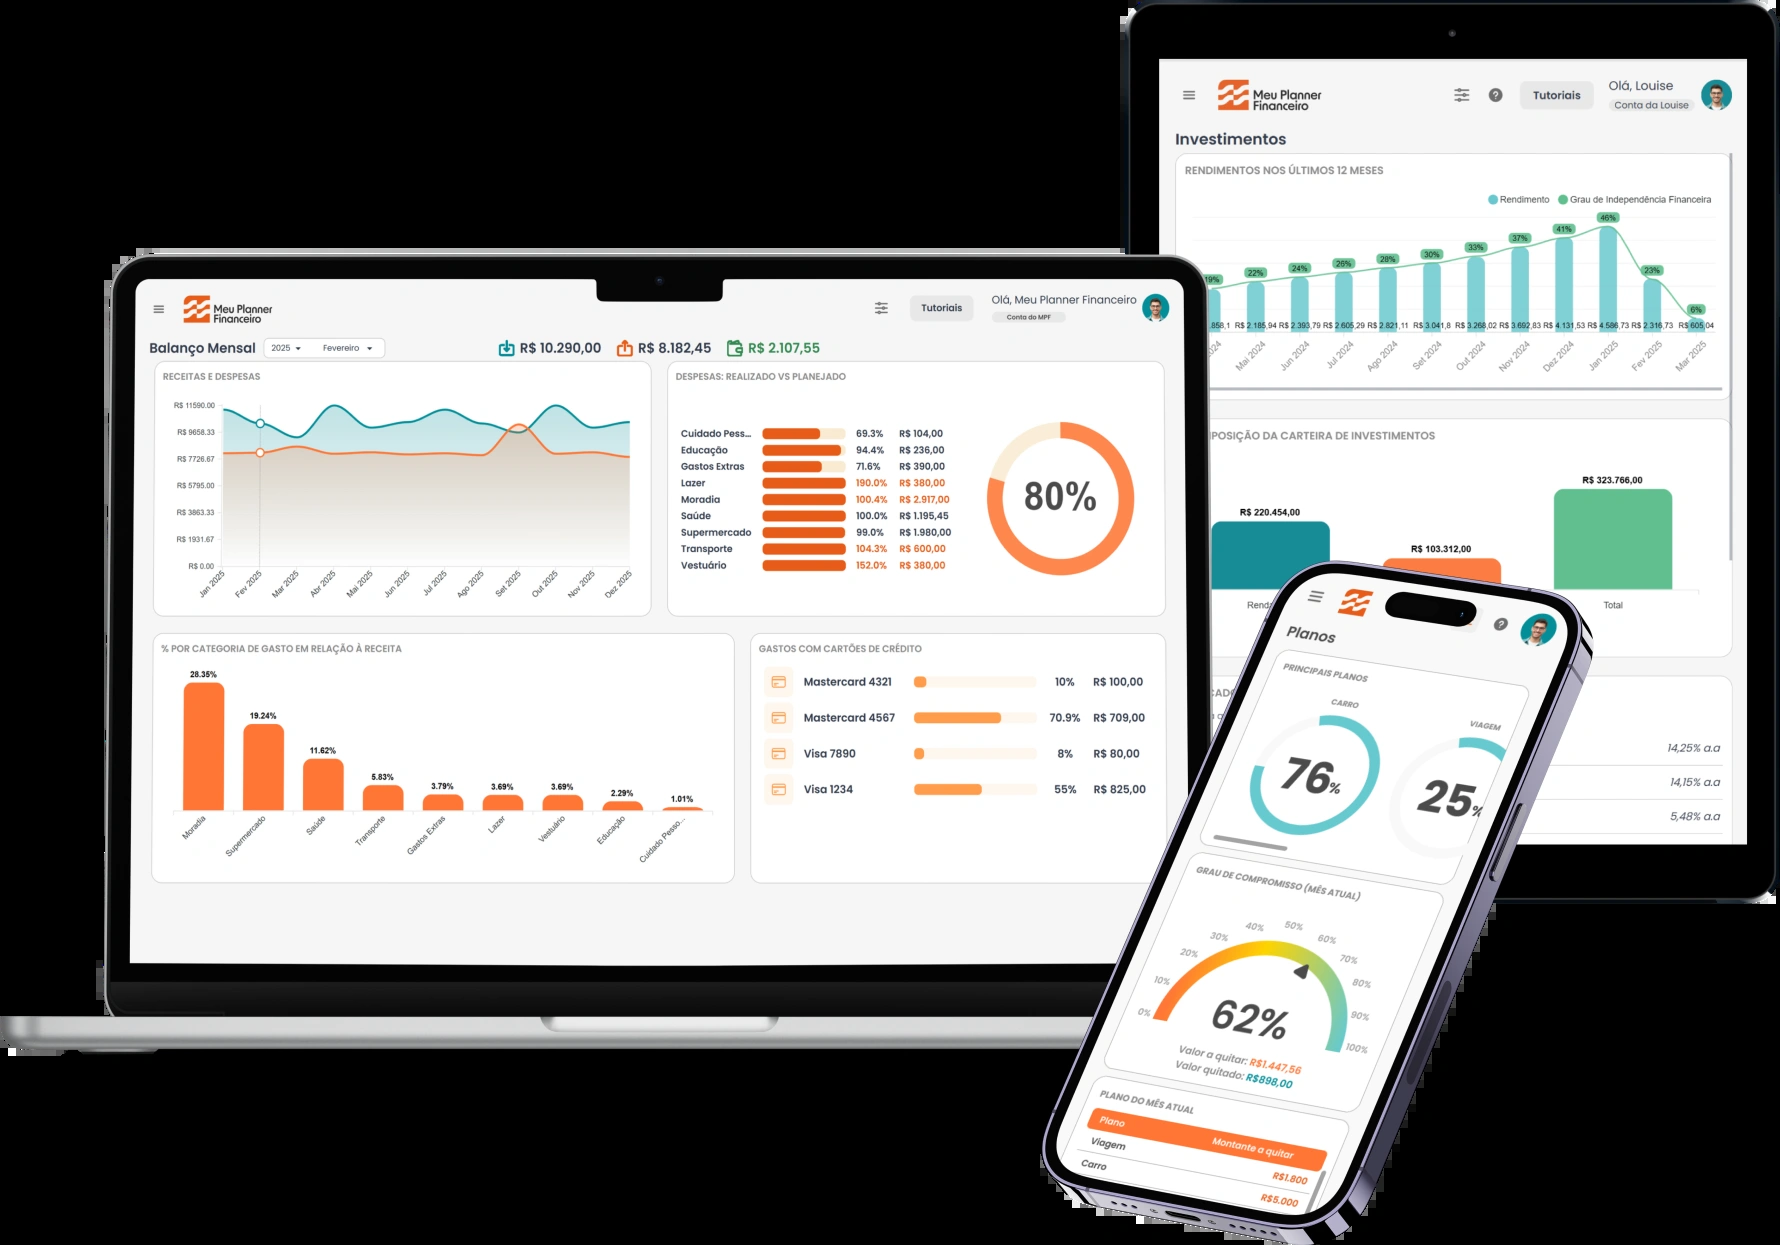 Meu Planner
Financeiro
Tutoriais
Olá, Meu Planner Financeiro
Conta do MPF
Balanço Mensal
2025
Fevereiro
R$ 10.290,00
R$ 8.182,45
R$ 2.107,55
RECEITAS E DESPESAS
R$ 11590.00
R$ 9658.33
R$ 7726.67
R$ 5795.00
R$ 3863.33
R$ 1931.67
R$ 0.00
Jan 2025
Fev 2025
Mar 2025
Abr 2025
Mai 2025
Jun 2025
Jul 2025
Ago 2025
Set 2025
Out 2025
Nov 2025
Dez 2025
DESPESAS: REALIZADO VS PLANEJADO
Cuidado Pess... 69.3% R$ 104,00
Educação 94.4% R$ 236,00
Gastos Extras 71.6% R$ 390,00
Lazer 190.0% R$ 380,00
Moradia 100.4% R$ 2.917,00
Saúde 100.0% R$ 1.195,45
Supermercado 99.0% R$ 1.980,00
Transporte 104.3% R$ 600,00
Vestuário 152.0% R$ 380,00
80%
% POR CATEGORIA DE GASTO EM RELAÇÃO À RECEITA
28.35%
19.24%
11.62%
5.83%
3.79%
3.69%
3.69%
2.29%
1.01%
Moradia
Supermercado
Saúde
Transporte
Gastos Extras
Lazer
Vestuário
Educação
Cuidado Pesso...
GASTOS COM CARTÕES DE CRÉDITO
Mastercard 4321 10% R$ 100,00
Mastercard 4567 70.9% R$ 709,00
Visa 7890 8% R$ 80,00
Visa 1234 55% R$ 825,00
Meu Planner
Financeiro
?
Tutoriais
Olá, Louise
Conta da Louise
Investimentos
RENDIMENTOS NOS ÚLTIMOS 12 MESES
Rendimento
Grau de Independência Financeira
19%
22%
24%
26%
28%
30%
33%
37%
41%
46%
23%
6%
.858,1 R$ 2.185,94 R$ 2.393,79 R$ 2.605,29 R$ 2.821,11 R$ 3.041,8 R$ 3.268,02 R$ 3.692,83 R$ 4.131,53 R$ 4.586,73 R$ 2.316,73 R$ 605,04
2024
Mai 2024
Jun 2024
Jul 2024
Ago 2024
Set 2024
Out 2024
Nov 2024
Dez 2024
Jan 2025
Fev 2025
Mar 2025
POSIÇÃO DA CARTEIRA DE INVESTIMENTOS
R$ 220.454,00
R$ 103.312,00
R$ 323.766,00
Renda
Total
14,25% a.a
14,15% a.a
5,48% a.a
?
Planos
PRINCIPAIS PLANOS
CARRO
76%
VIAGEM
25%
GRAU DE COMPROMISSO (MÊS ATUAL)
0%
10%
20%
30%
40%
50%
60%
70%
80%
90%
100%
62%
Valor a quitar: R$1.447,56
Valor quitado: R$898,00
PLANO DO MÊS ATUAL
Plano Montante a quitar
Viagem R$1.800
Carro R$5.000